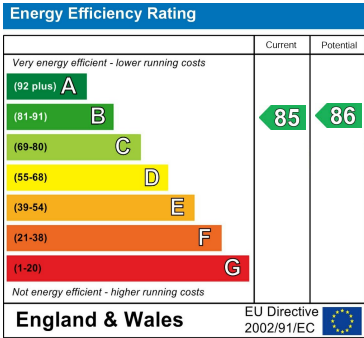 Energy Efficiency Rating
Current Potential
Very energy efficient - lower running costs
(92 plus) A
(81-91) B
85 86
(69-80) C
(55-68) D
(39-54) E
(21-38) F
(1-20) G
Not energy efficient - higher running costs
England & Wales
EU Directive
2002/91/EC